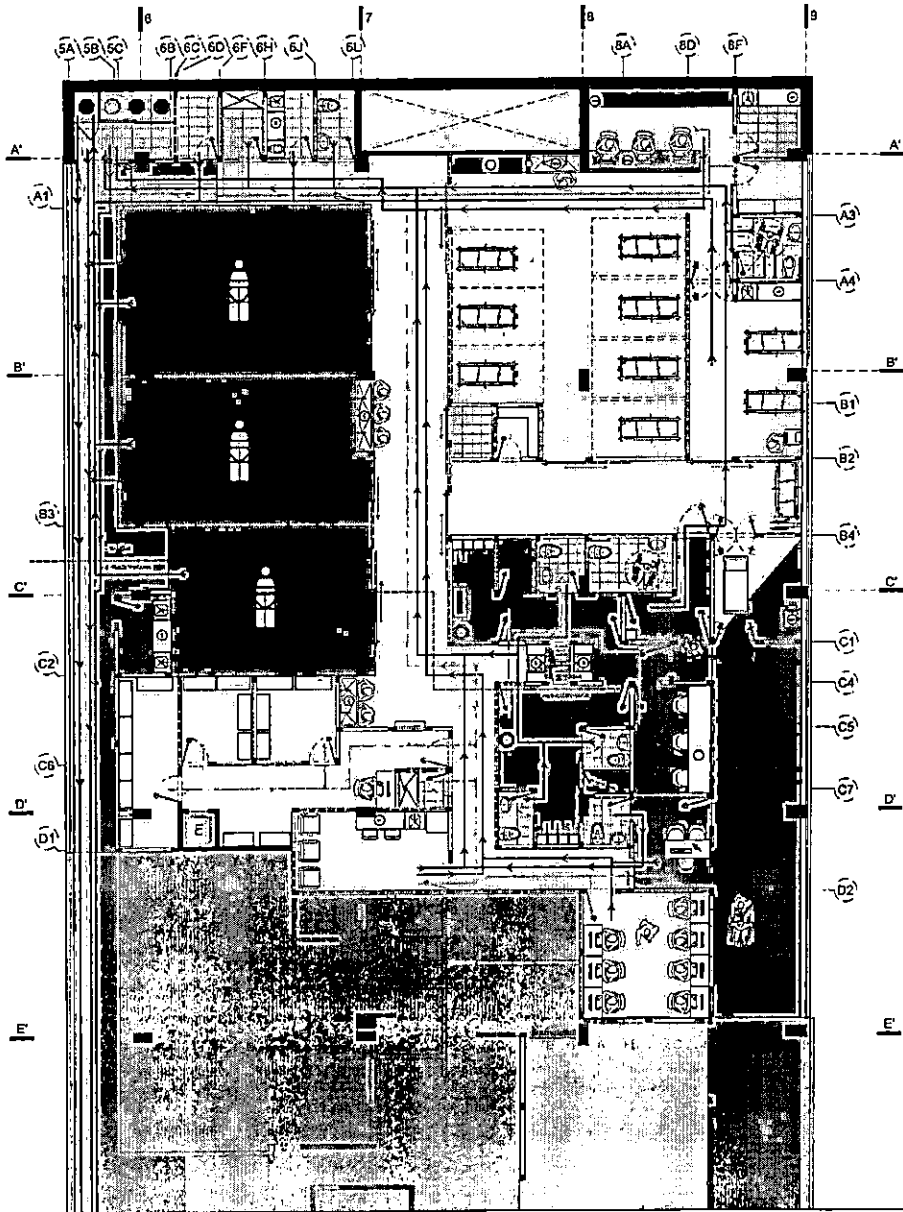 6 7 8 9
5A 5B 5C 6B 6C 6D 6F 6H 6J 6L 8A 8D 8F
A' A'
A1 A3
A4
B' B'
B1
B2
B3 B4
C' C'
C1
C2 C4
C5
C6 C7
D' D'
D1
D2
E' E'